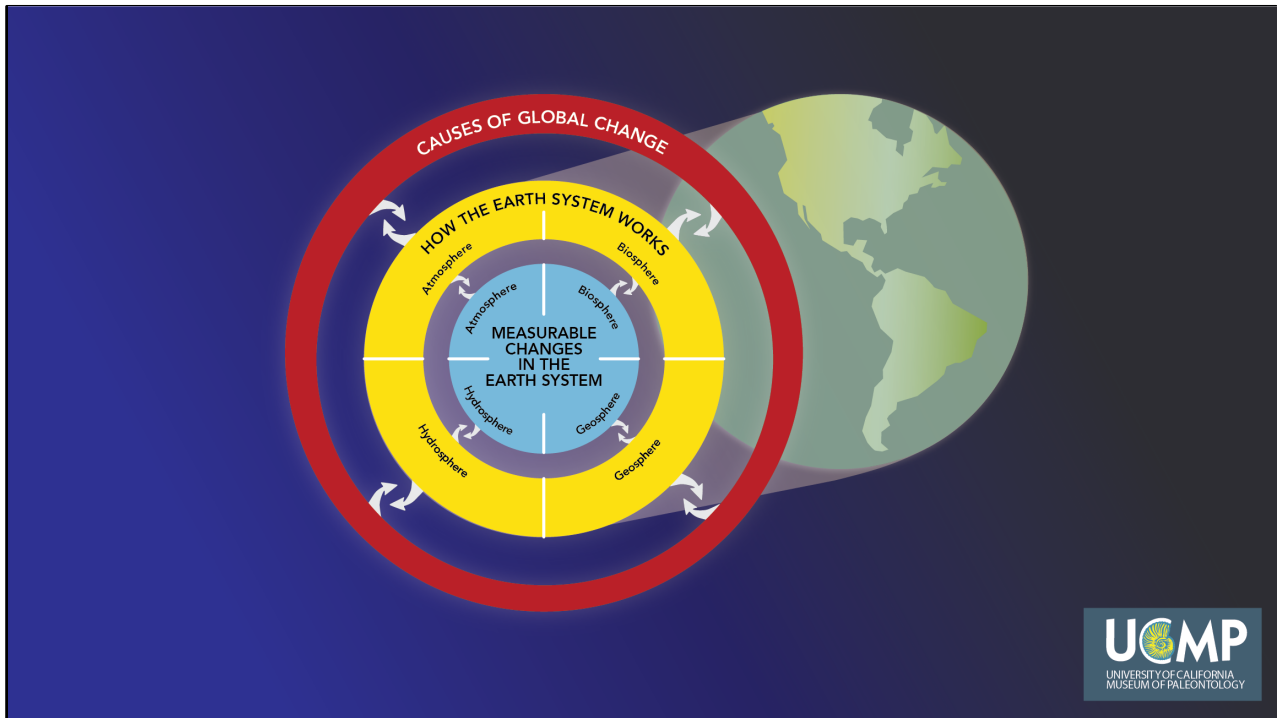 CAUSES OF GLOBAL CHANGE
HOW THE EARTH SYSTEM WORKS
Atmosphere
Biosphere
Atmosphere
Biosphere
MEASURABLE
CHANGES
IN THE
EARTH SYSTEM
Hydrosphere
Geosphere
Hydrosphere
Geosphere
UCMP
UNIVERSITY OF CALIFORNIA
MUSEUM OF PALEONTOLOGY